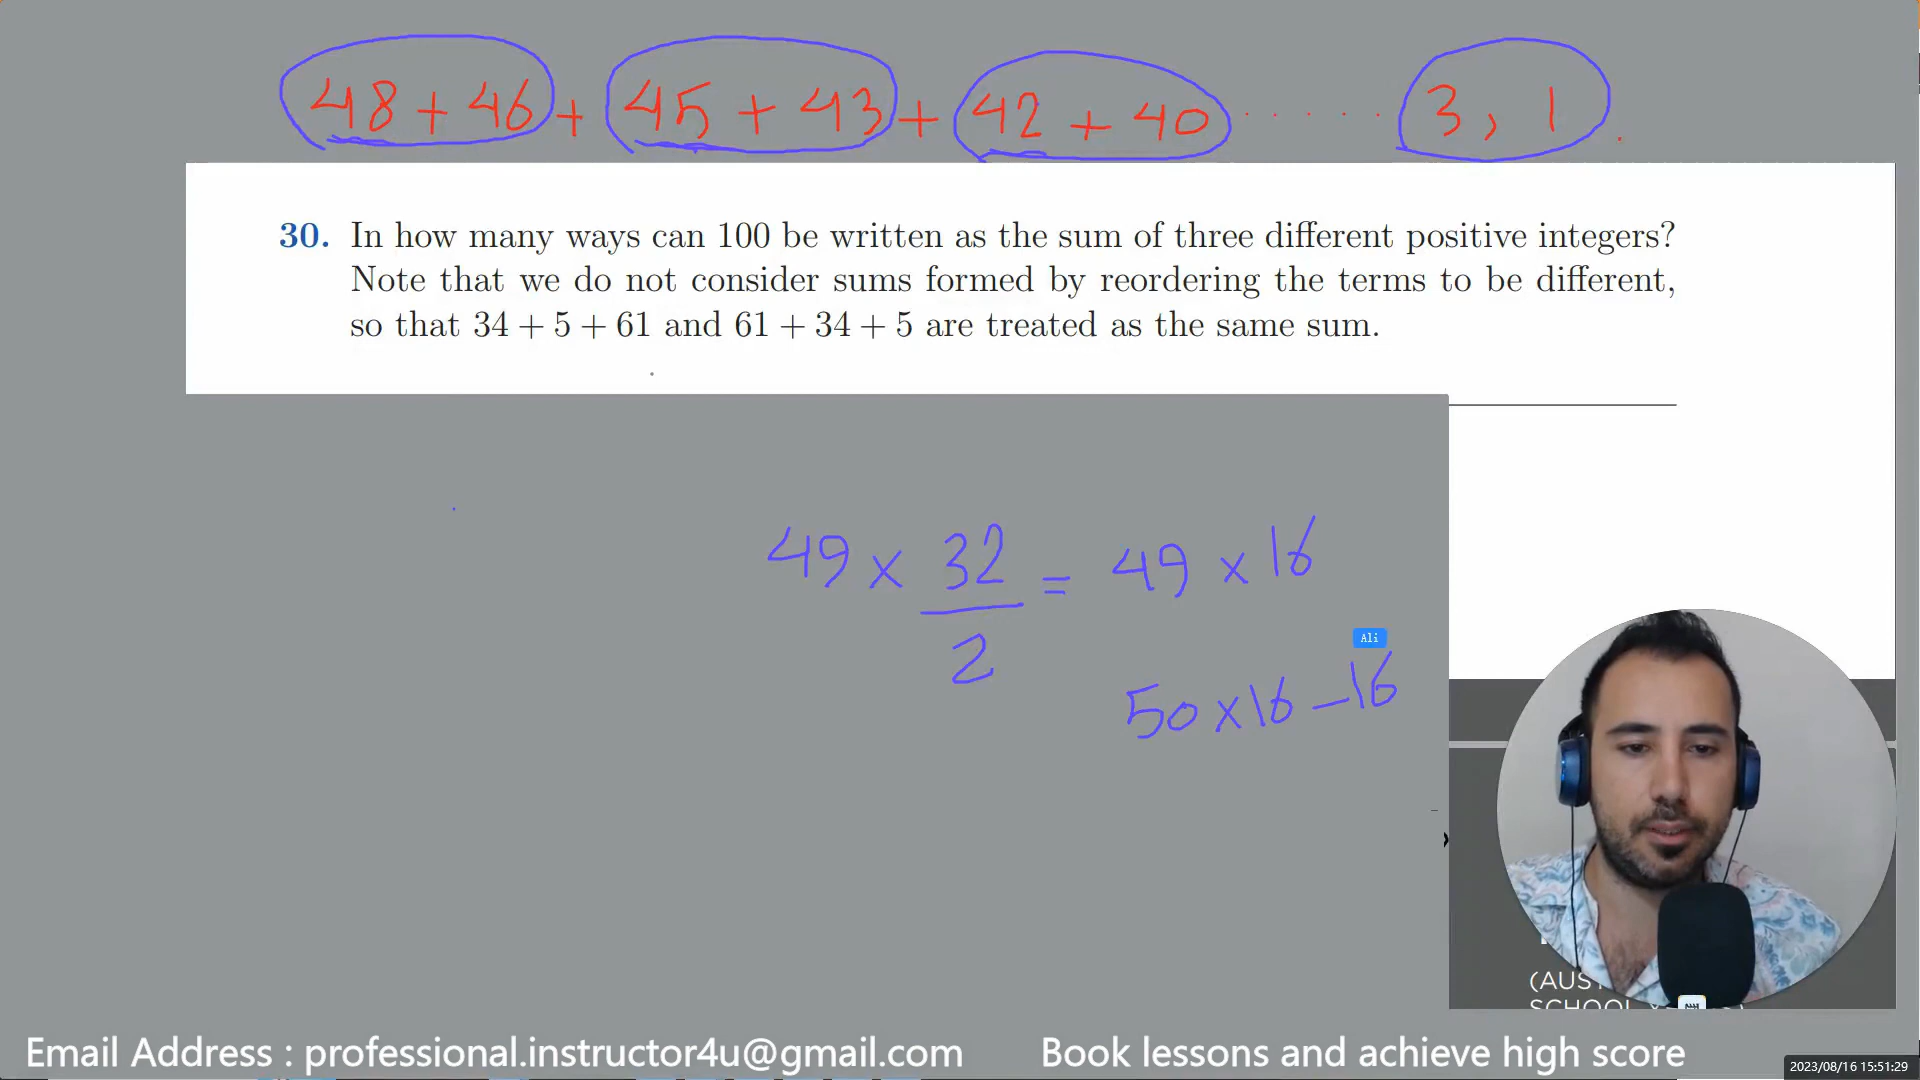 48 + 46 + 45 + 43 + 42 + 40 . . . . . 3 , 1 .
30. In how many ways can 100 be written as the sum of three different positive integers?
Note that we do not consider sums formed by reordering the terms to be different,
so that 34 + 5 + 61 and 61 + 34 + 5 are treated as the same sum.
49 × 32/2 = 49 × 16
Ali
50 × 16 – 16
(AUS
SCHOOL
Email Address : professional.instructor4u@gmail.com Book lessons and achieve high score
2023/08/16 15:51:29